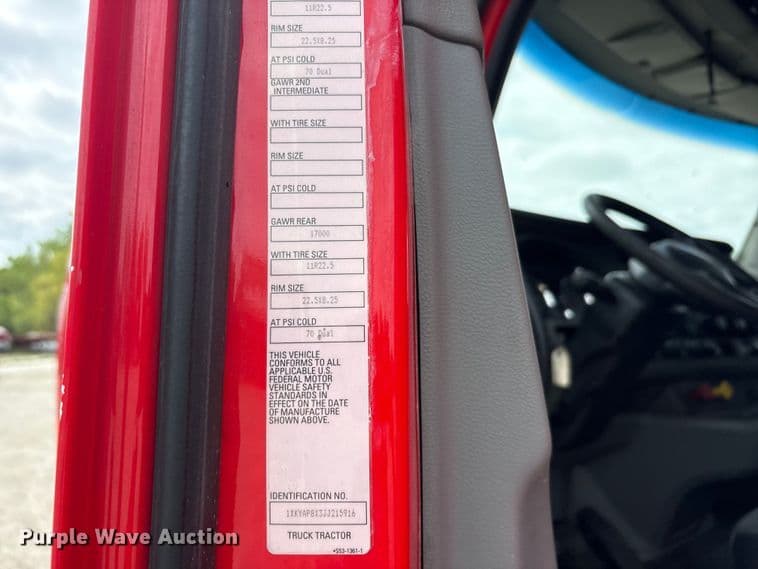 11R22.5
RIM SIZE
22.5X8.25
AT PSI COLD
70 Dual
GAWR 2ND
INTERMEDIATE
WITH TIRE SIZE
RIM SIZE
AT PSI COLD
GAWR REAR
17000
WITH TIRE SIZE
11R22.5
RIM SIZE
22.5X8.25
AT PSI COLD
70 Dual
THIS VEHICLE
CONFORMS TO ALL
APPLICABLE U.S.
FEDERAL MOTOR
VEHICLE SAFETY
STANDARDS IN
EFFECT ON THE DATE
OF MANUFACTURE
SHOWN ABOVE.
IDENTIFICATION NO.
1XKYAP8X3JJ215916
TRUCK TRACTOR
*S53-1361-1
Purple Wave Auction®